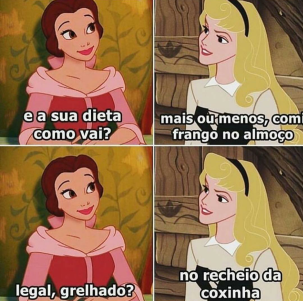 e a sua dieta
como vai?
mais ou menos, comi
frango no almoço
legal, grelhado?
no recheio da
coxinha